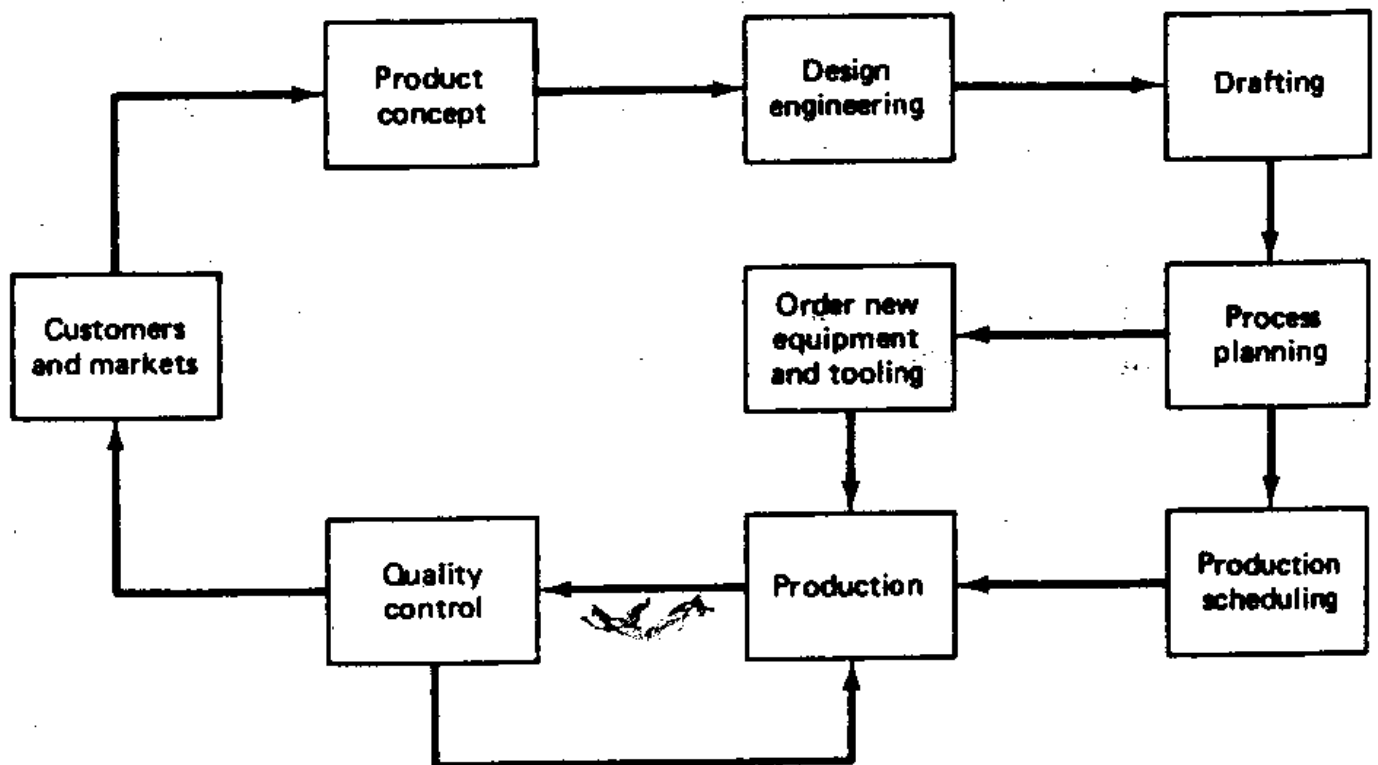 Product
concept
Design
engineering
Drafting
Customers
and markets
Order new
equipment
and tooling
Process
planning
Quality
control
Production
Production
scheduling